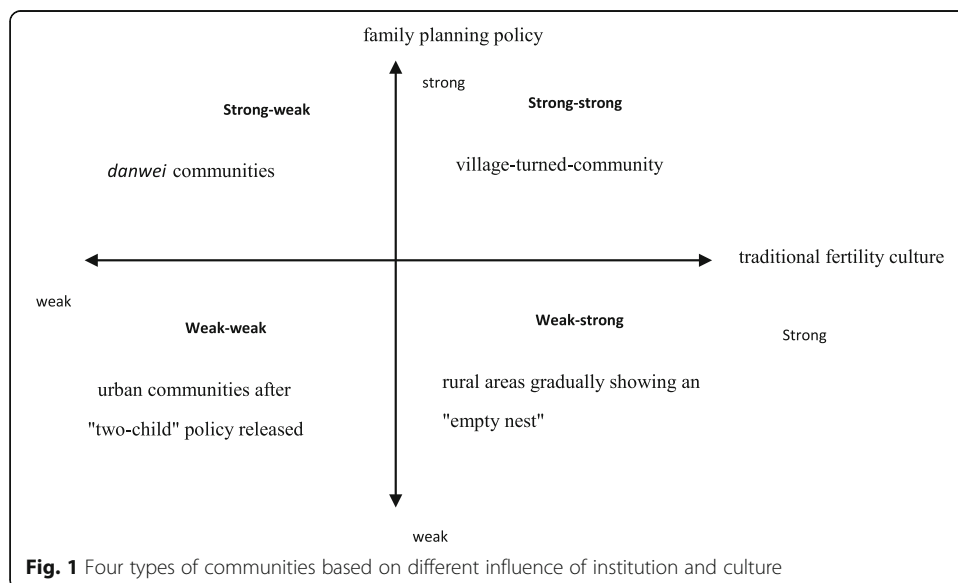 family planning policy
strong
Strong-weak
Strong-strong
danwei communities
village-turned-community
traditional fertility culture
weak
Weak-weak
Weak-strong
Strong
urban communities after
"two-child" policy released
rural areas gradually showing an
"empty nest"
weak
Fig. 1 Four types of communities based on different influence of institution and culture